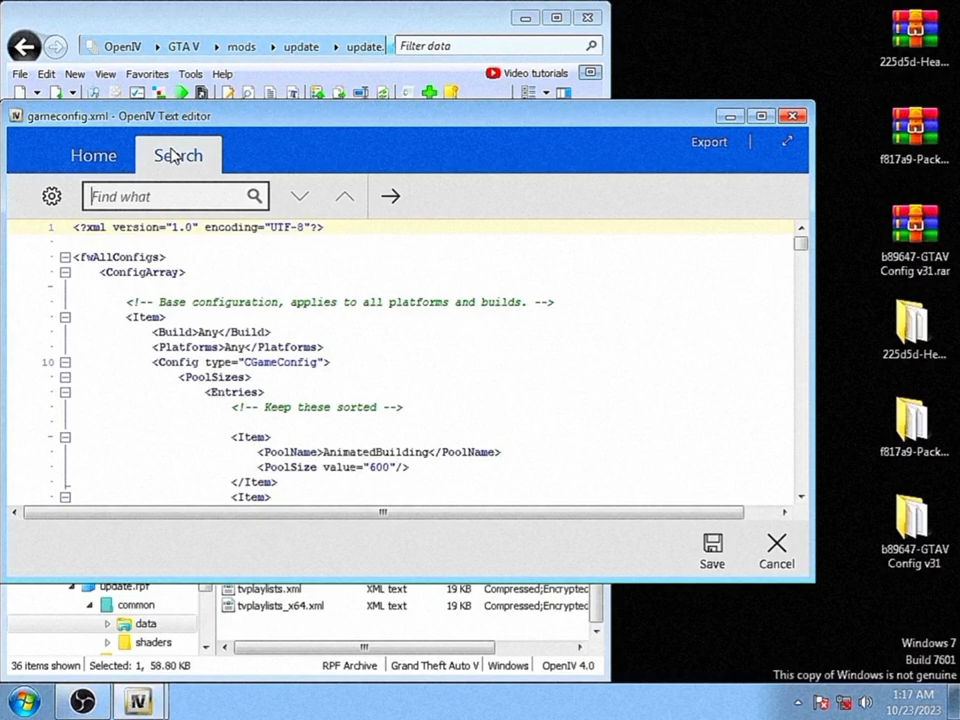 OpenIV
GTA V
mods
update
update.
Filter data
File
Edit
New
View
Favorites
Tools
Help
Video tutorials
gameconfig.xml - OpenIV Text editor
Home
Search
Export
Find what
1 <?xml version="1.0" encoding="UTF-8"?>
<fwAllConfigs>
<ConfigArray>
<!-- Base configuration, applies to all platforms and builds. -->
<Item>
<Build>Any</Build>
<Platforms>Any</Platforms>
10 <Config type="CGameConfig">
<PoolSizes>
<Entries>
<!-- Keep these sorted -->
<Item>
<PoolName>AnimatedBuilding</PoolName>
<PoolSize value="600"/>
</Item>
<Item>
Save
Cancel
update.rpf
common
data
shaders
tvplaylists.xml XML text 19 KB Compressed;Encrypted
tvplaylists_x64.xml XML text 19 KB Compressed;Encrypted
36 items shown
Selected: 1, 58.80 KB
RPF Archive
Grand Theft Auto V
Windows
OpenIV 4.0
225d5d-Hea...
f817a9-Pack...
b89647-GTAV
Config v31.rar
225d5d-He...
f817a9-Pack...
b89647-GTAV
Config v31
Windows 7
Build 7601
This copy of Windows is not genuine
IV
1:17 AM
10/23/2023